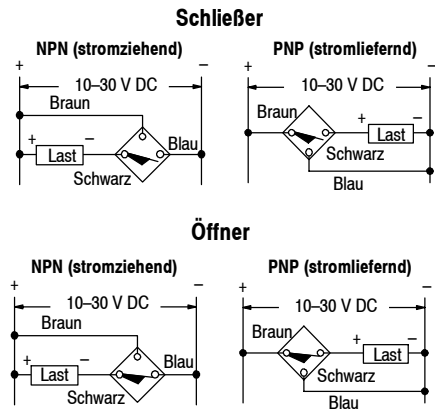 Schließer
NPN (stromziehend) PNP (stromliefernd)
+ − + −
10–30 V DC 10–30 V DC
Braun Braun
+ − Blau + −
Last Last
Schwarz Schwarz
Blau
Öffner
NPN (stromziehend) PNP (stromliefernd)
+ − + −
10–30 V DC 10–30 V DC
Braun Braun
+ − Blau + −
Last Last
Schwarz Schwarz
Blau